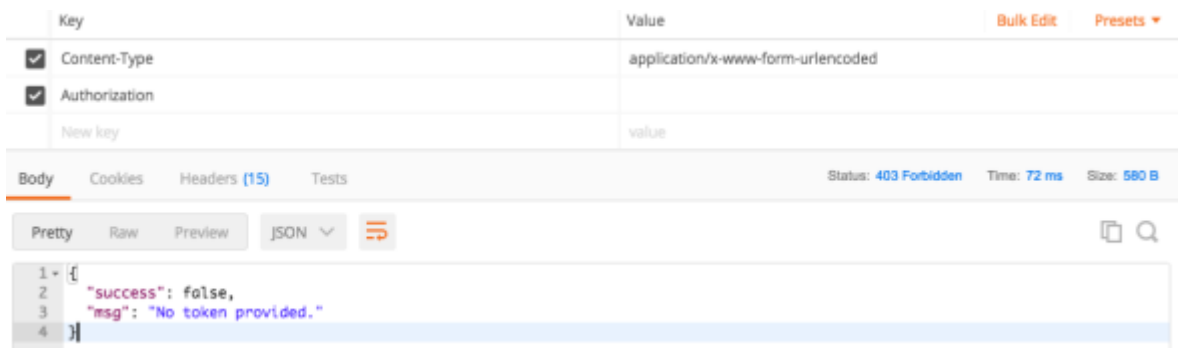 Key Value Bulk Edit Presets
Content-Type application/x-www-form-urlencoded
Authorization
New key value
Body Cookies Headers (15) Tests Status: 403 Forbidden Time: 72 ms Size: 580 B
Pretty Raw Preview JSON
1 {
2 "success": false,
3 "msg": "No token provided."
4 }